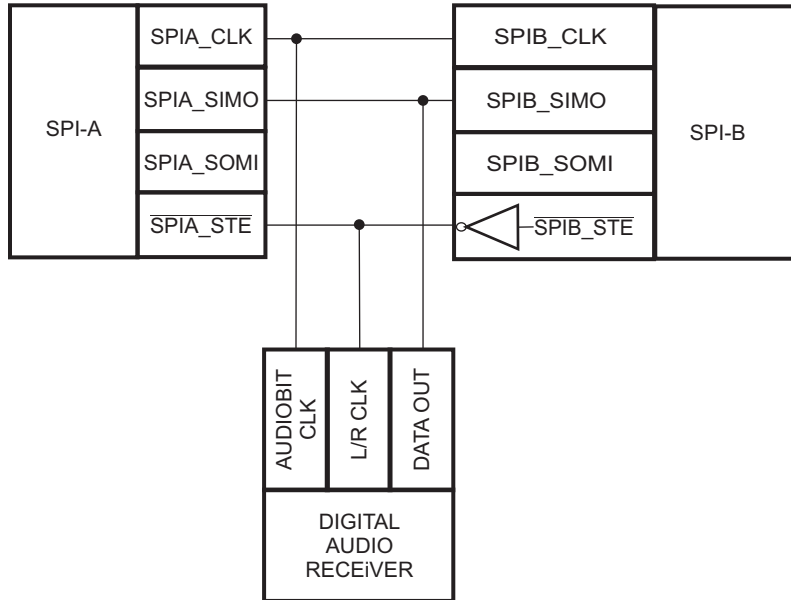 SPI-A
SPIA_CLK
SPIA_SIMO
SPIA_SOMI
SPIA_STE
SPIB_CLK
SPIB_SIMO
SPIB_SOMI
SPIB_STE
SPI-B
AUDIOBIT
CLK
L/R CLK
DATA OUT
DIGITAL
AUDIO
RECEiVER